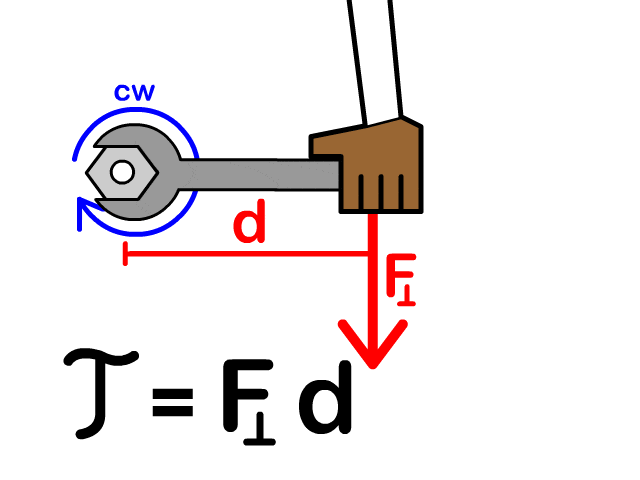 CW
d
F⊥
τ = F⊥ d